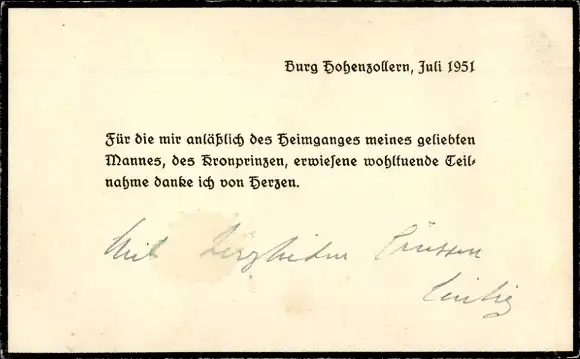 Burg Hohenzollern, Juli 1951
Für die mir anläßlich des Heimganges meines geliebten
Mannes, des Kronprinzen, erwiesene wohltuende Teil-
nahme danke ich von Herzen.
Mit herzlichen Grüssen
Cecilie